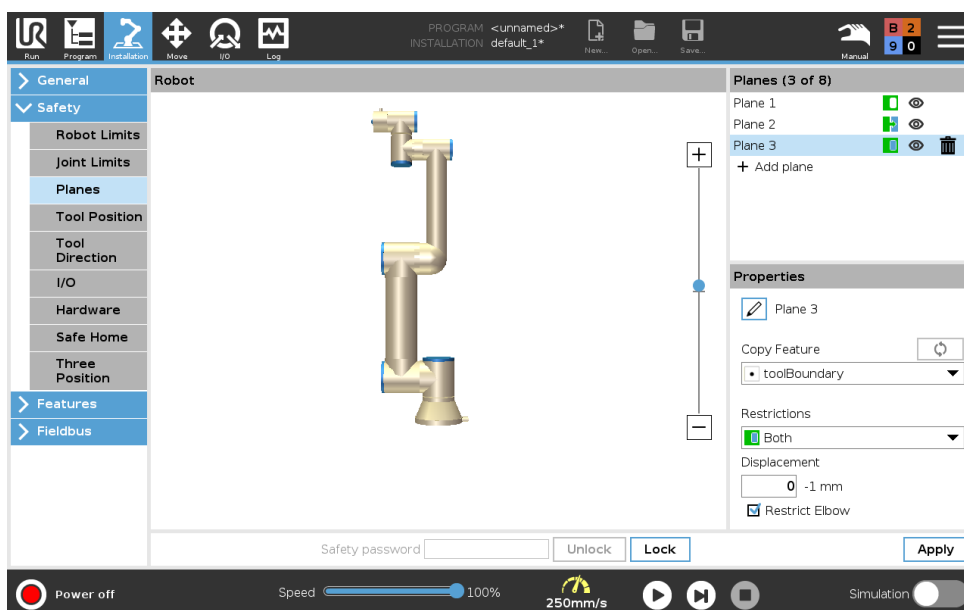 PROGRAM <unnamed>*
INSTALLATION default_1*
UR
Run
Program
Installation
Move
I/O
Log
New...
Open...
Save...
Manual
B 2
9 0
General
Safety
Robot Limits
Joint Limits
Planes
Tool Position
Tool
Direction
I/O
Hardware
Safe Home
Three
Position
Features
Fieldbus
Robot
Planes (3 of 8)
Plane 1
Plane 2
Plane 3
+ Add plane
Properties
Plane 3
Copy Feature
toolBoundary
Restrictions
Both
Displacement
0 -1 mm
Restrict Elbow
Safety password
Unlock
Lock
Apply
Power off
Speed
100%
250mm/s
Simulation